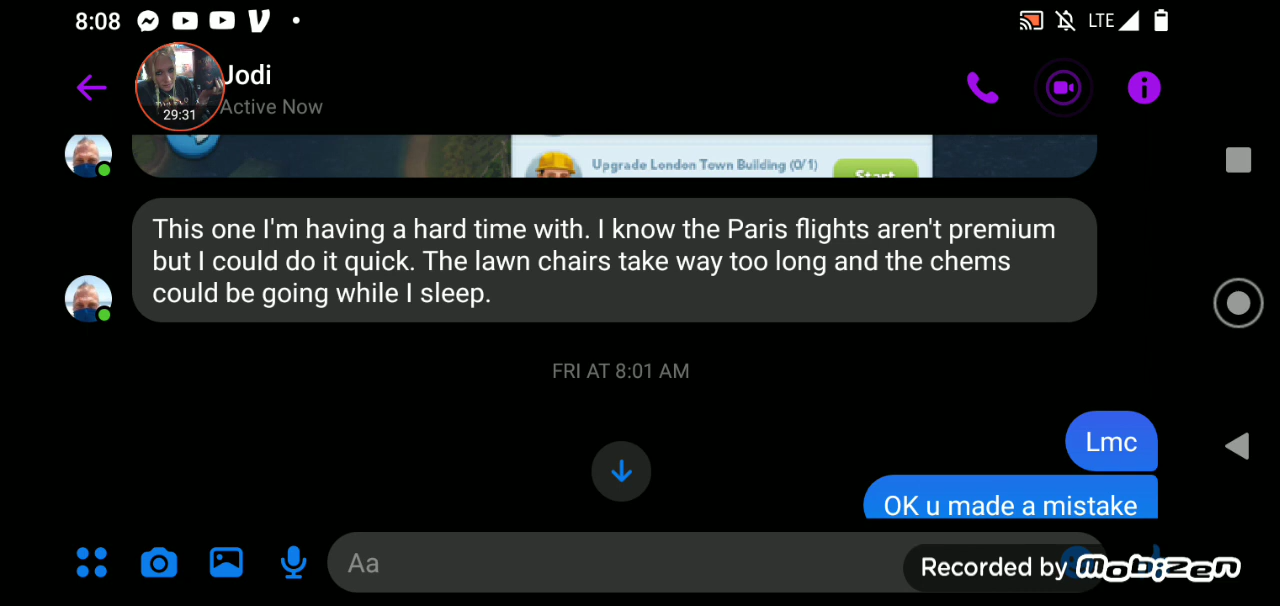 8:08
LTE
Jodi
Active Now
29:31
Upgrade London Town Building (0/1)
Start
This one I'm having a hard time with. I know the Paris flights aren't premium
but I could do it quick. The lawn chairs take way too long and the chems
could be going while I sleep.
FRI AT 8:01 AM
Lmc
OK u made a mistake
Aa
Recorded by mobizen